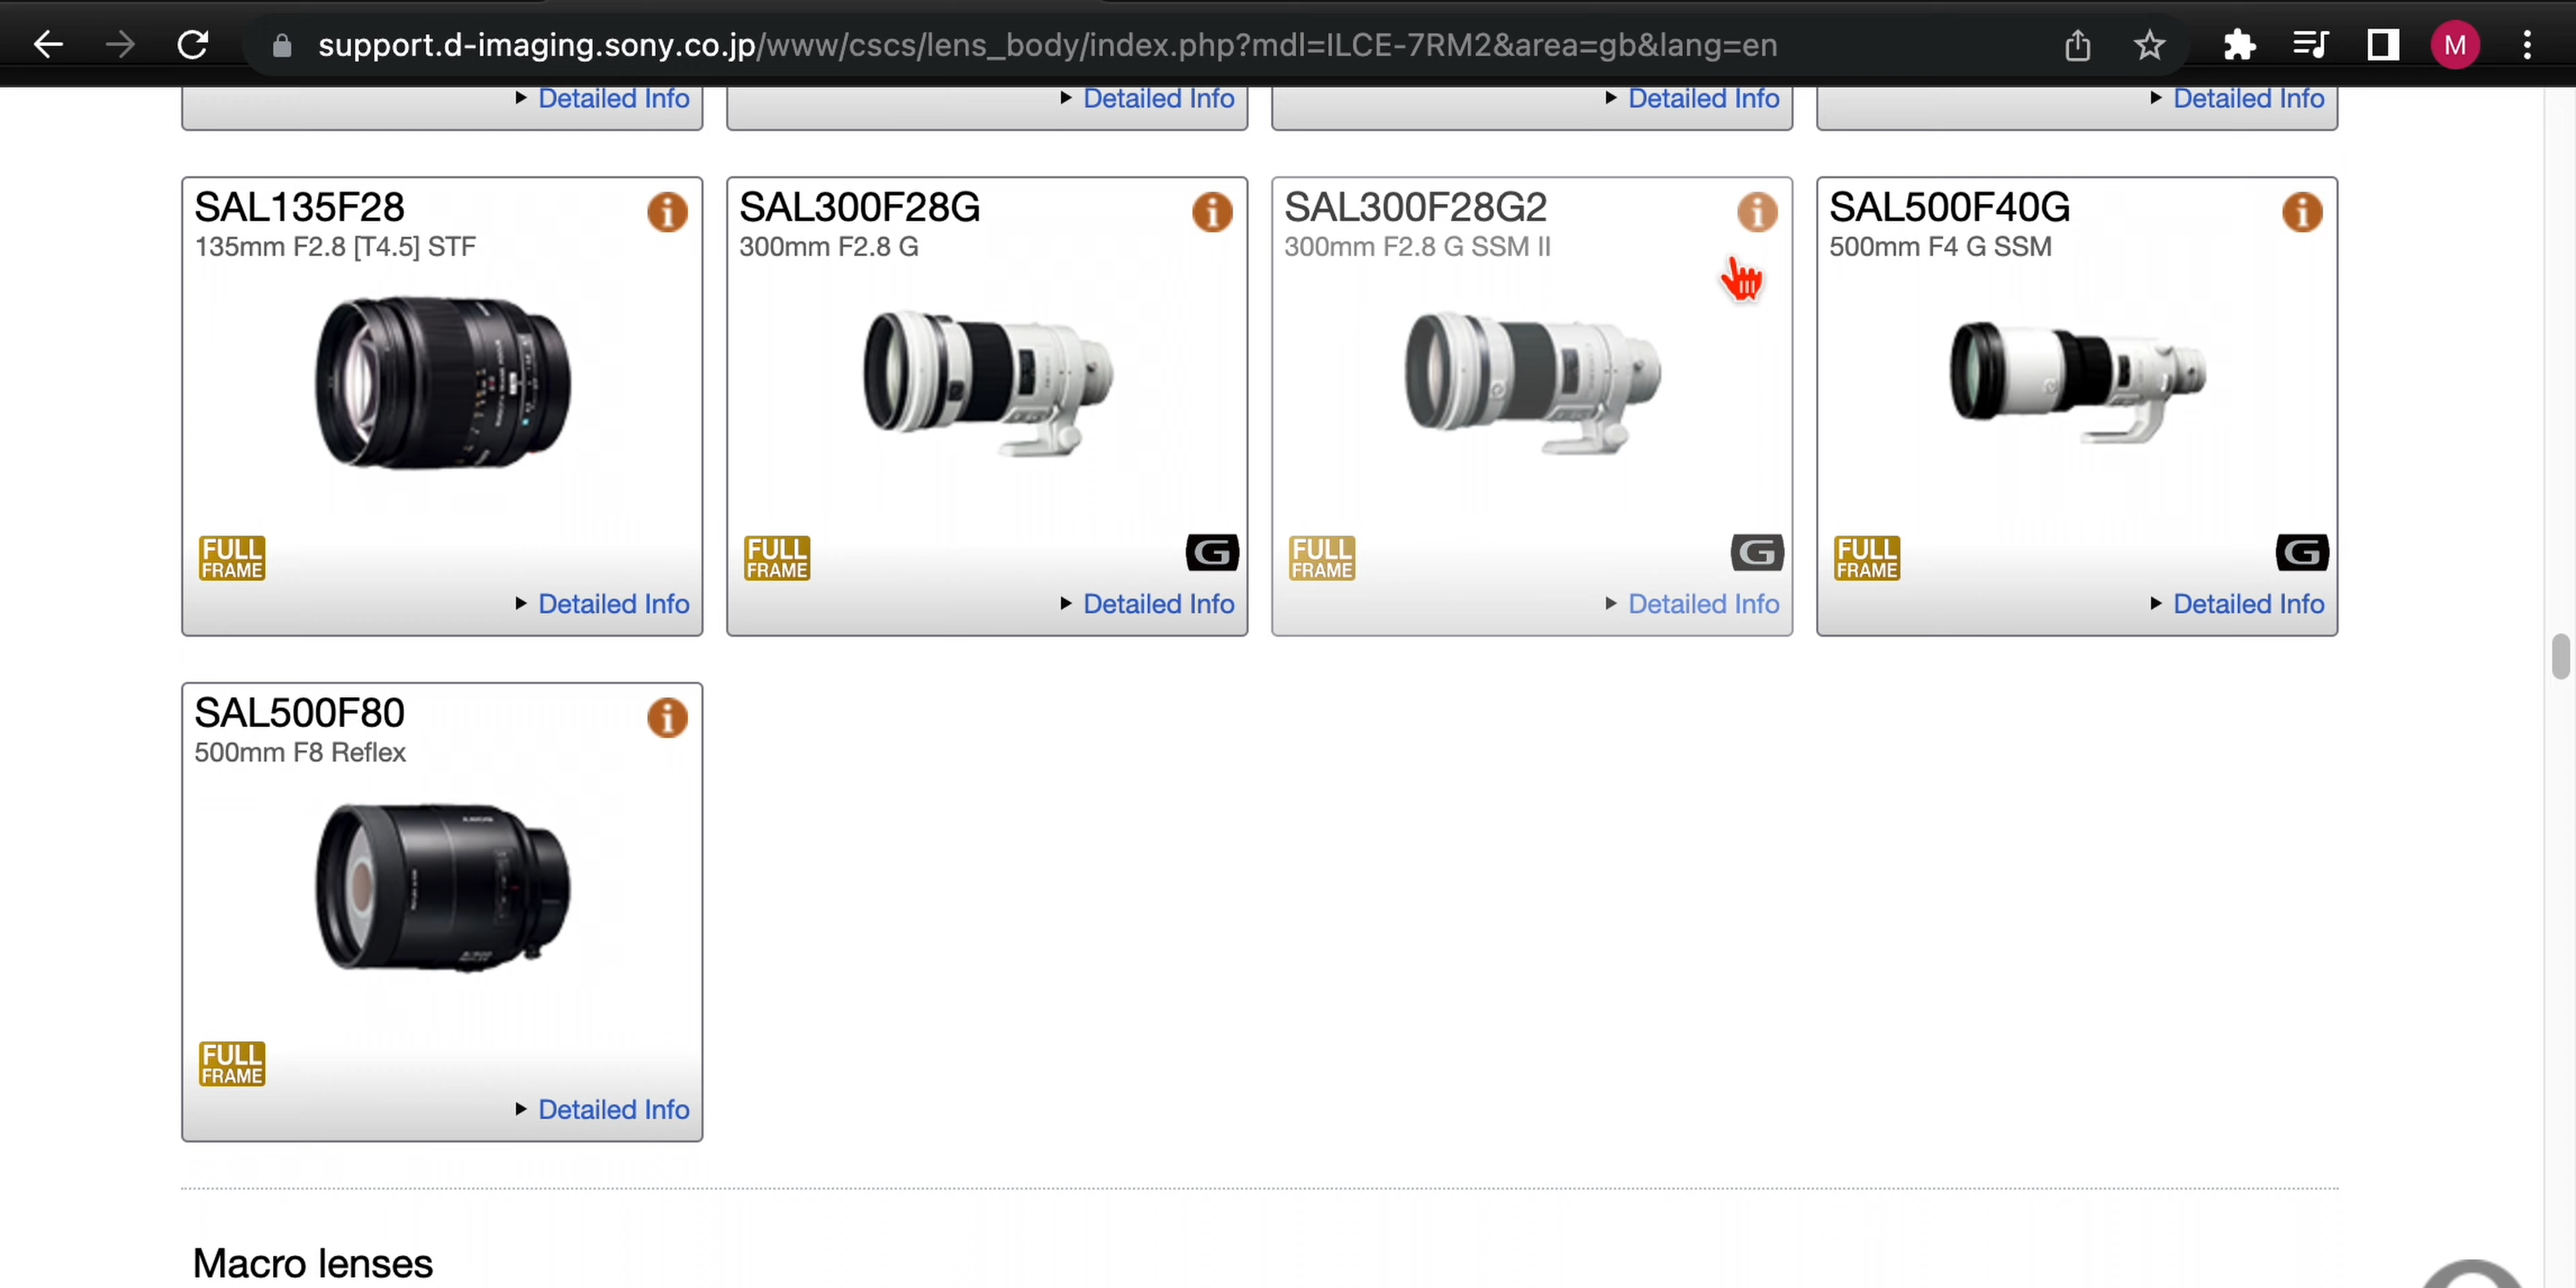 support.d-imaging.sony.co.jp/www/cscs/lens_body/index.php?mdl=ILCE-7RM2&area=gb&lang=en
M
Detailed Info
Detailed Info
Detailed Info
Detailed Info
SAL135F28
135mm F2.8 [T4.5] STF
FULL
FRAME
Detailed Info
SAL300F28G
300mm F2.8 G
FULL
FRAME
G
Detailed Info
SAL300F28G2
300mm F2.8 G SSM II
FULL
FRAME
G
Detailed Info
SAL500F40G
500mm F4 G SSM
FULL
FRAME
G
Detailed Info
SAL500F80
500mm F8 Reflex
FULL
FRAME
Detailed Info
Macro lenses